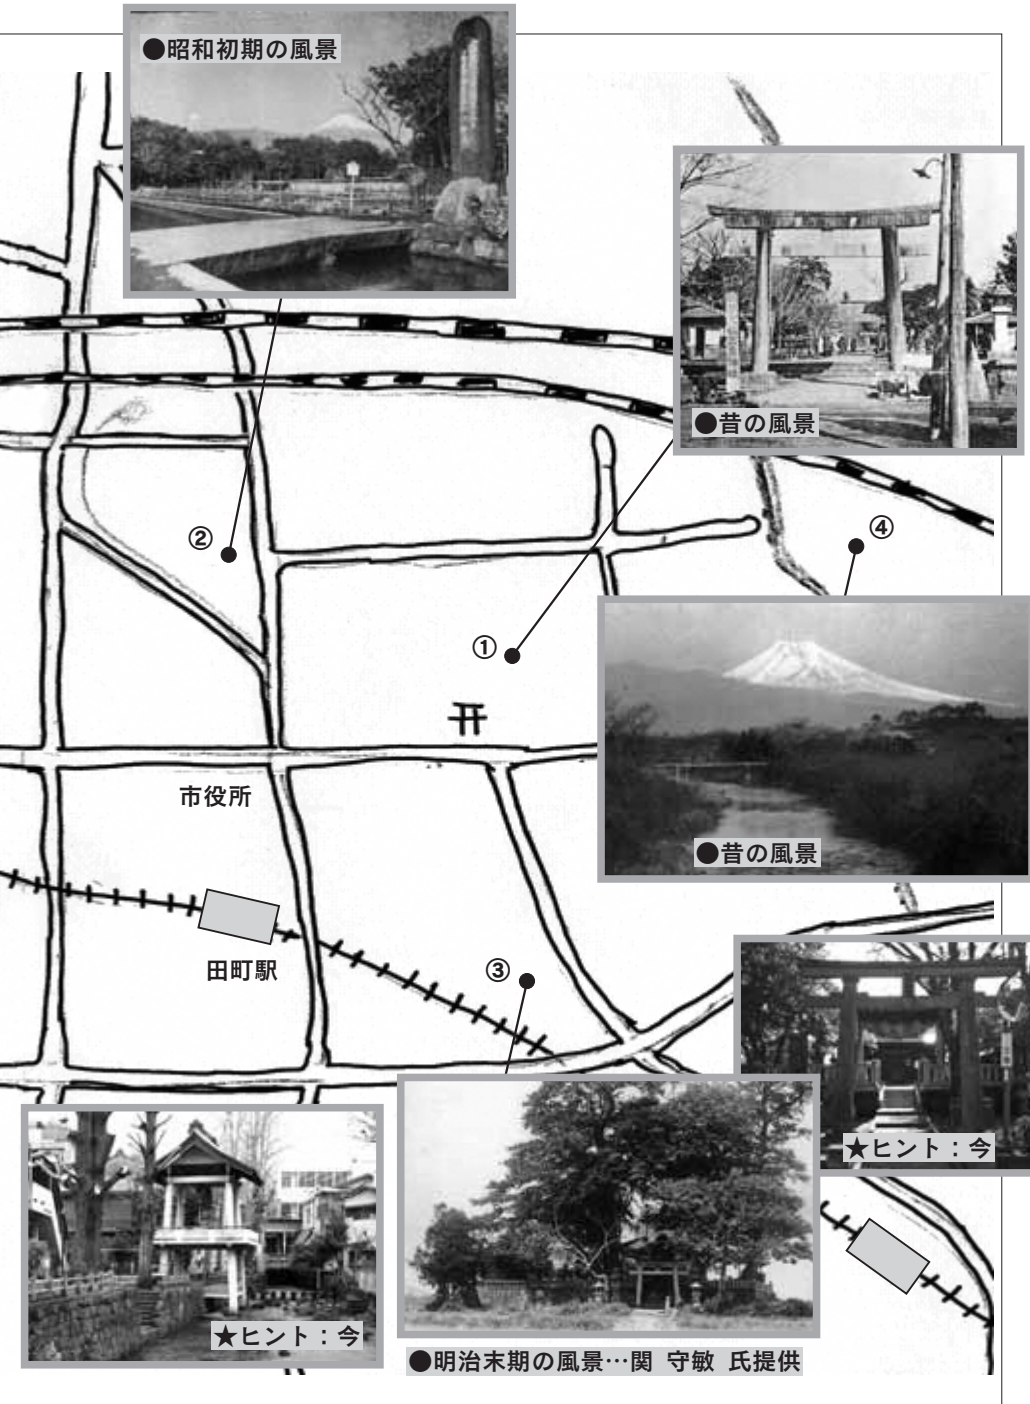 ●昭和初期の風景
●昔の風景
②
④
①
●昔の風景
市役所
田町駅
③
★ヒント：今
★ヒント：今
●明治末期の風景…関 守敏 氏提供